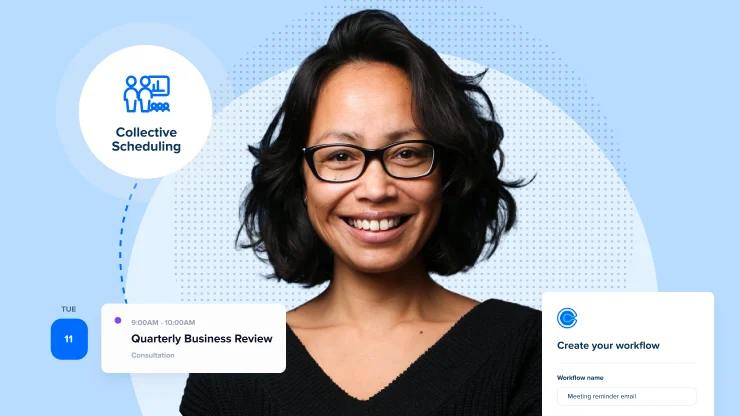 Collective
Scheduling
TUE
11
9:00AM - 10:00AM
Quarterly Business Review
Consultation
Create your workflow
Workflow name
Meeting reminder email